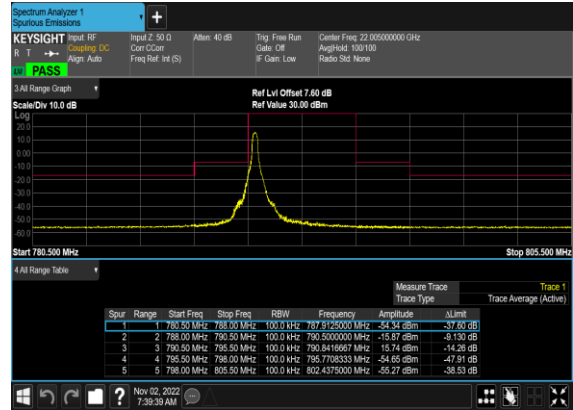 Spectrum Analyzer 1
Spurious Emissions
KEYSIGHT
R T
Input: RF
Coupling: DC
Align: Auto
Input Z: 50 Ω
Corr CCorr
Freq Ref: Int (S)
Atten: 40 dB
Trig: Free Run
Gate: Off
IF Gain: Low
Center Freq: 22.005000000 GHz
Avg|Hold: 100/100
Radio Std: None
PASS
3 All Range Graph
Ref Lvl Offset 7.60 dB
Scale/Div 10.0 dB
Ref Value 30.00 dBm
Log
20.0
10.0
0.00
-10.0
-20.0
-30.0
-40.0
-50.0
-60.0
Start 780.500 MHz
Stop 805.500 MHz
4 All Range Table
Measure Trace Trace 1
Trace Type Trace Average (Active)
Spur Range Start Freq Stop Freq RBW Frequency Amplitude ΔLimit
1 1 780.50 MHz 788.00 MHz 100.0 kHz 787.9125000 MHz -54.34 dBm -37.60 dB
2 2 788.00 MHz 790.50 MHz 100.0 kHz 790.5000000 MHz -15.87 dBm -9.130 dB
3 3 790.50 MHz 795.50 MHz 100.0 kHz 790.8416667 MHz 15.74 dBm -14.26 dB
4 4 795.50 MHz 798.00 MHz 100.0 kHz 795.7708333 MHz -54.65 dBm -47.91 dB
5 5 798.00 MHz 805.50 MHz 100.0 kHz 802.4375000 MHz -55.27 dBm -38.53 dB
Nov 02, 2022
7:39:39 AM